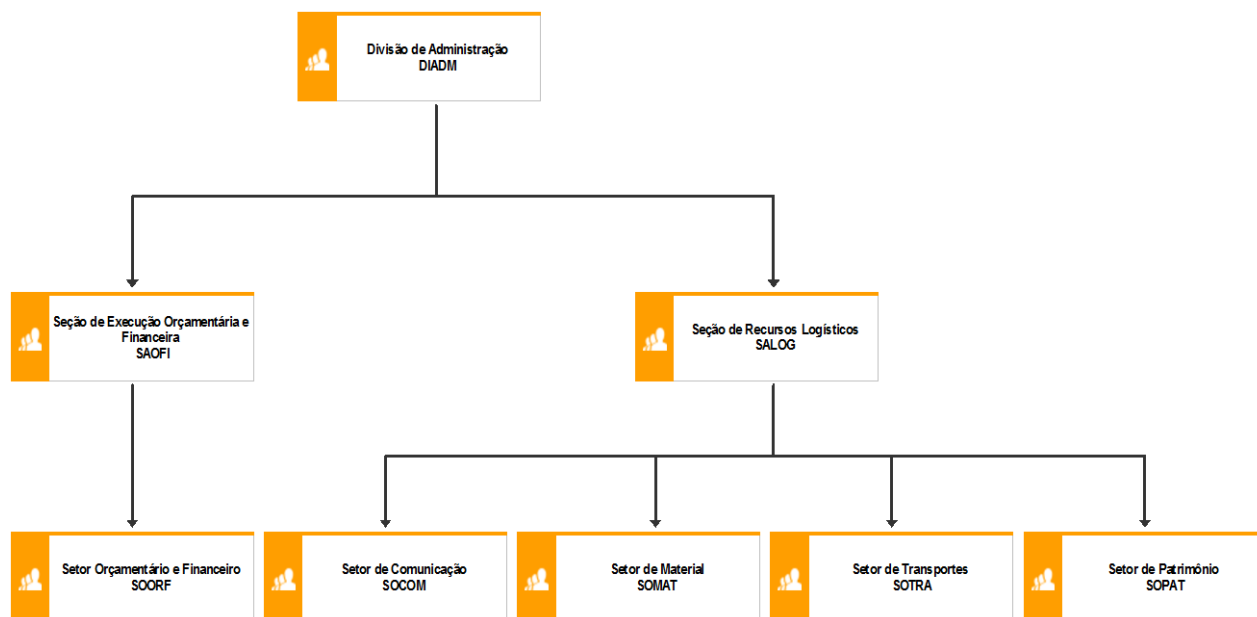 Divisão de Administração
DIADM
Seção de Execução Orçamentária e
Financeira
SAOFI
Seção de Recursos Logísticos
SALOG
Setor Orçamentário e Financeiro
SOORF
Setor de Comunicação
SOCOM
Setor de Material
SOMAT
Setor de Transportes
SOTRA
Setor de Patrimônio
SOPAT